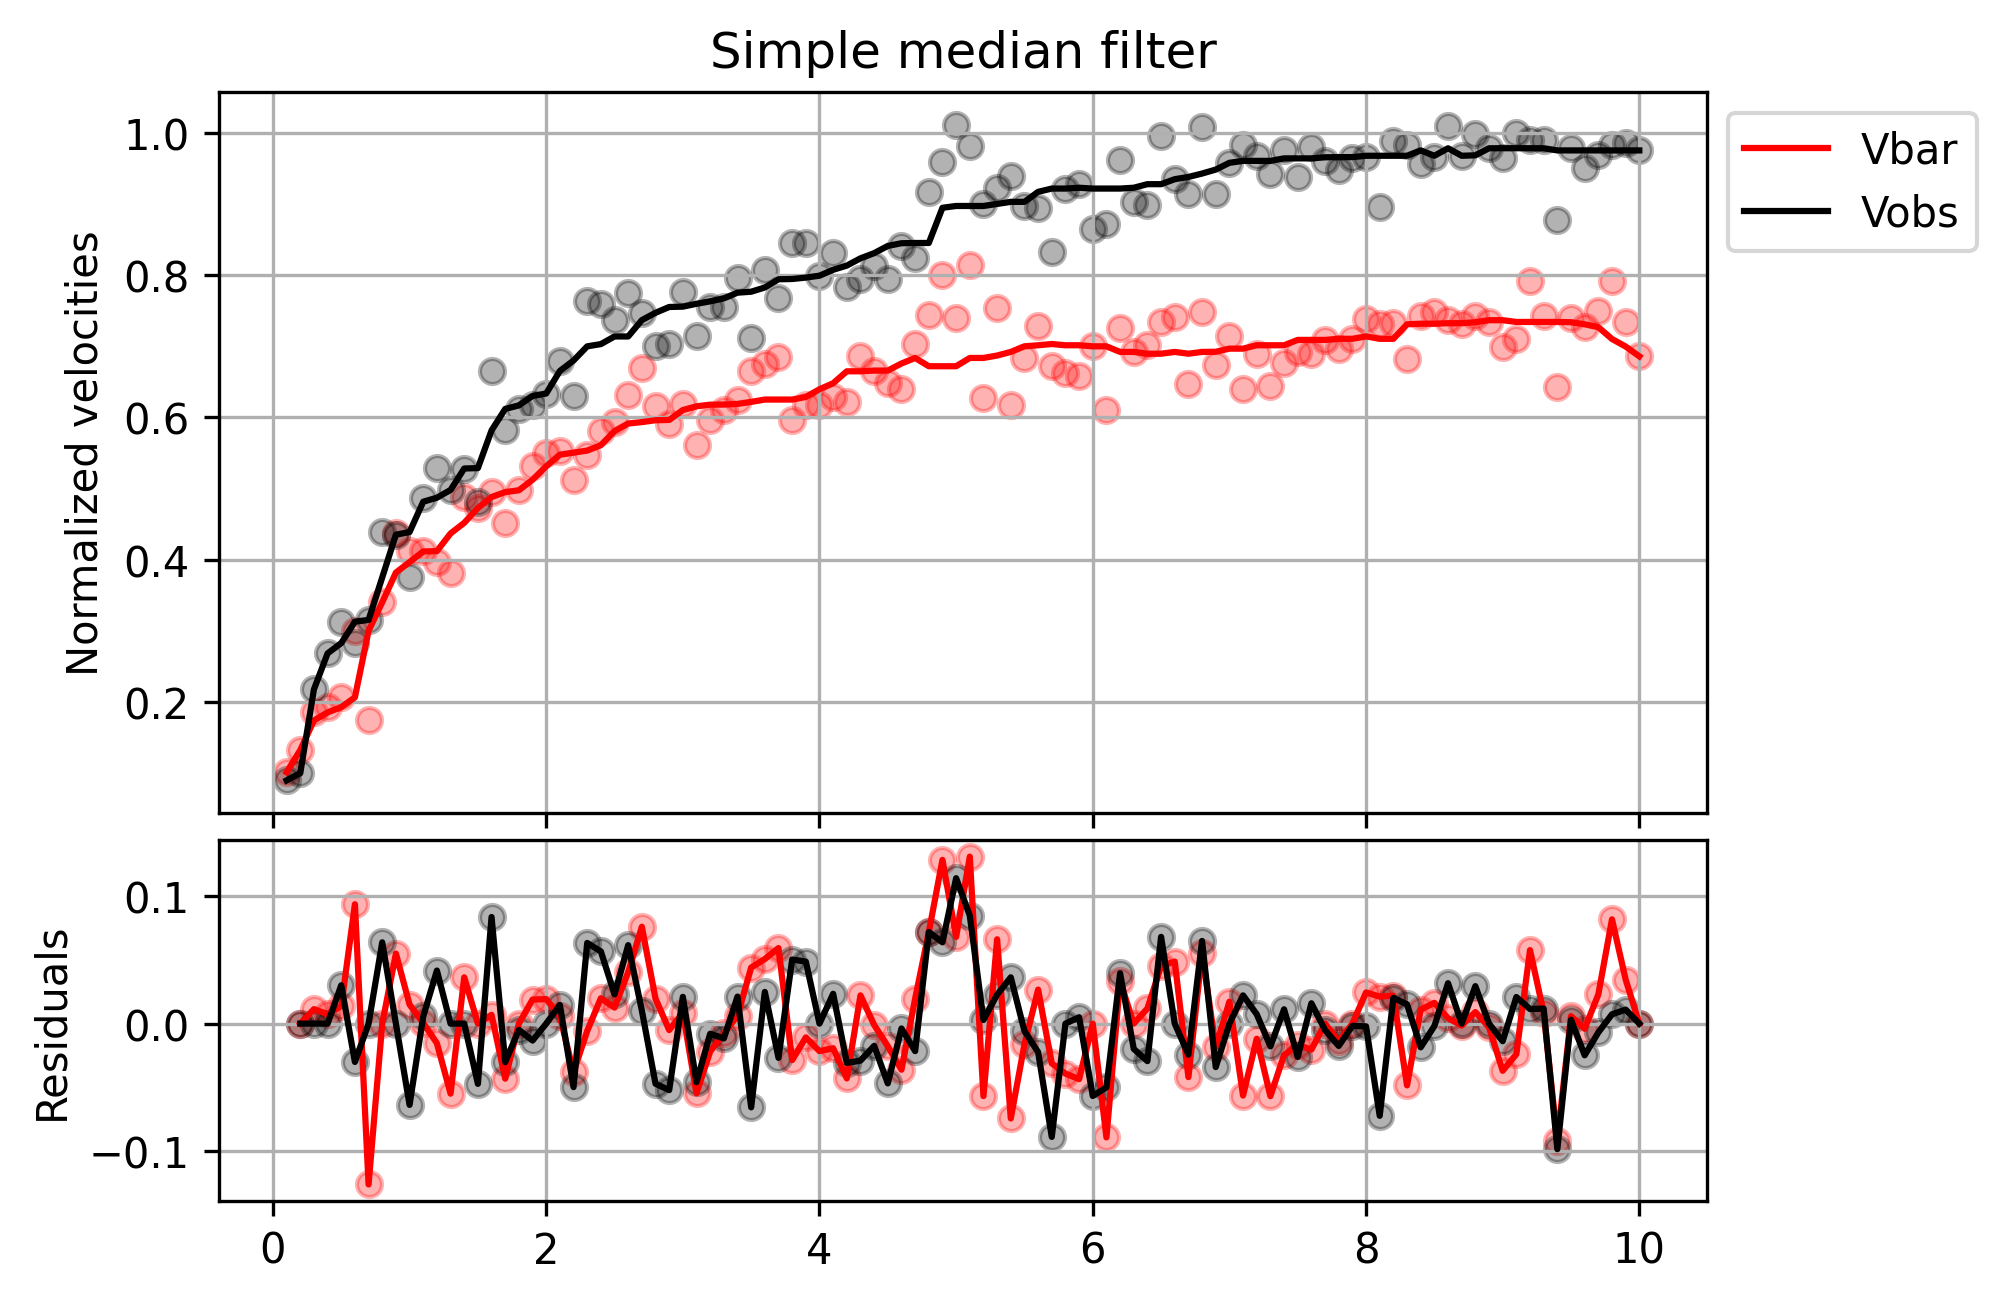 Simple median filter
1.0
0.8
0.6
0.4
0.2
Normalized velocities
Vbar
Vobs
0.1
0.0
−0.1
Residuals
0 2 4 6 8 10